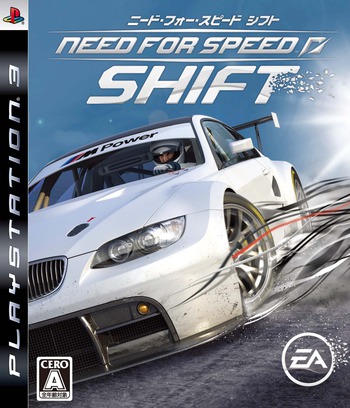 ニード・フォー・スピード シフト
NEED FOR SPEED
SHIFT
PLAYSTATION 3
M Power
CERO
A
全年齢対象
EA